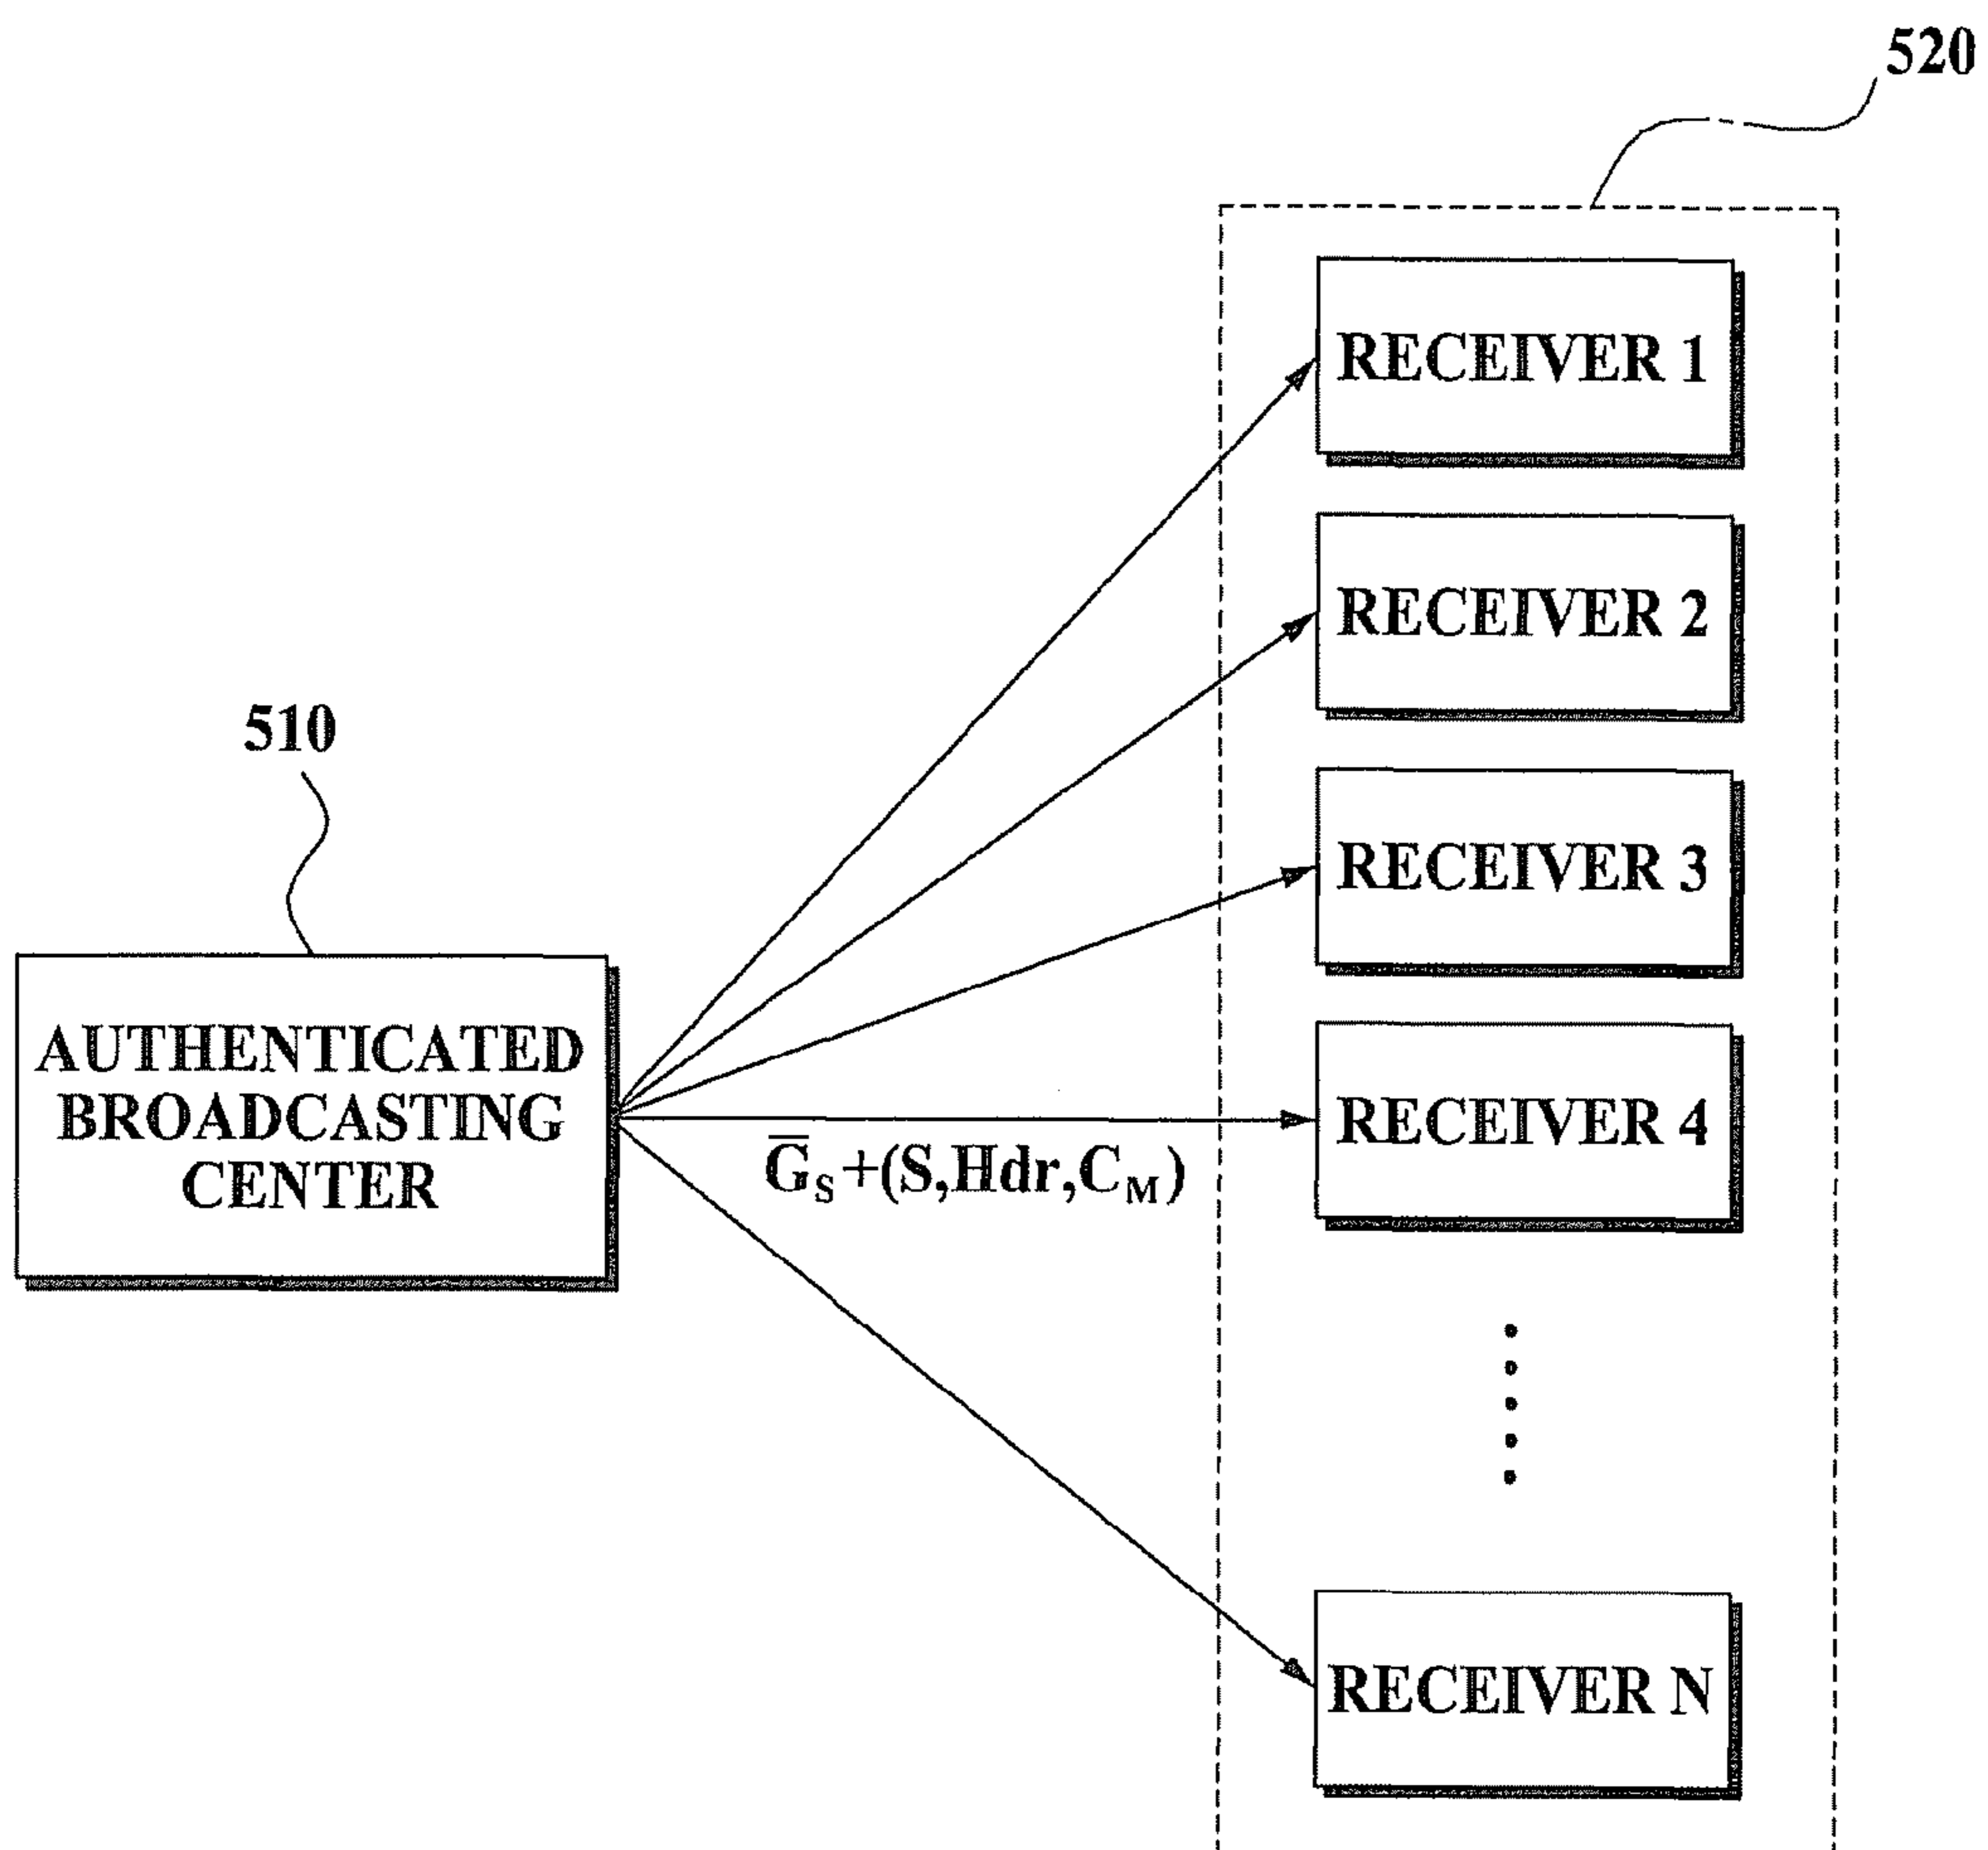 520
RECEIVER 1
RECEIVER 2
510
RECEIVER 3
AUTHENTICATED
BROADCASTING
CENTER
RECEIVER 4
G̅S+(S,Hdr,CM)
RECEIVER N